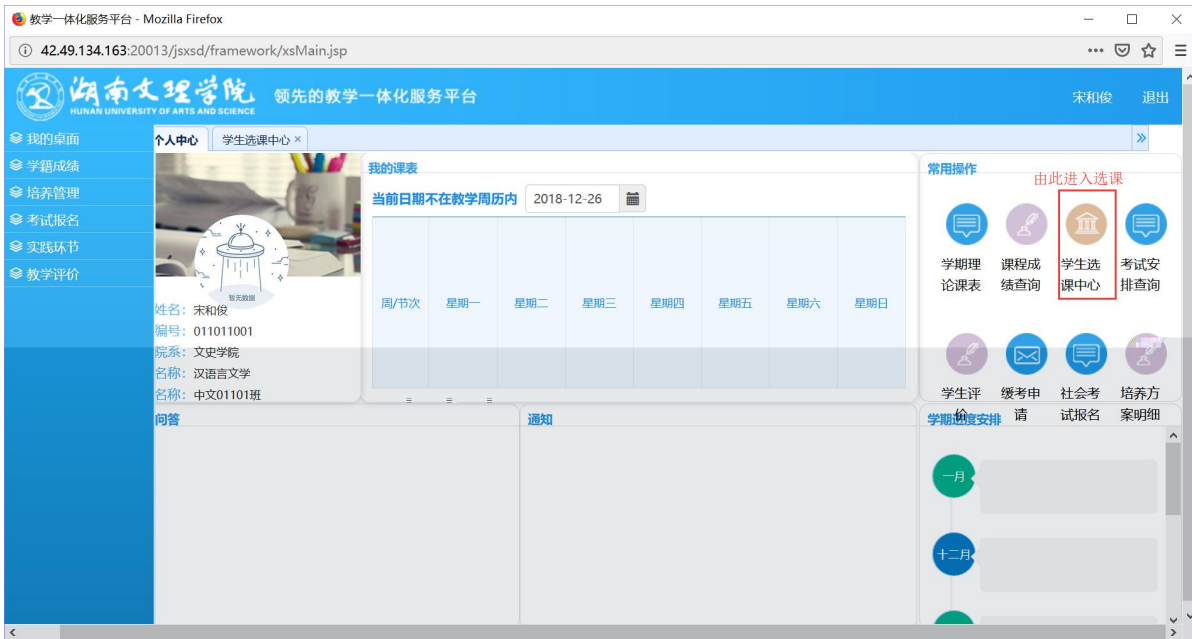 教学一体化服务平台 - Mozilla Firefox
42.49.134.163:20013/jsxsd/framework/xsMain.jsp
湖南文理学院
HUNAN UNIVERSITY OF ARTS AND SCIENCE
领先的教学一体化服务平台
宋和俊 退出
我的桌面
学籍成绩
培养管理
考试报名
实践环节
教学评价
个人中心 学生选课中心 ×
暂无数据
姓名：宋和俊
编号：011011001
院系：文史学院
名称：汉语言文学
名称：中文01101班
我的课表
当前日期不在教学周历内 2018-12-26
周/节次 星期一 星期二 星期三 星期四 星期五 星期六 星期日
常用操作
由此进入选课
学期理论课表
课程成绩查询
学生选课中心
考试安排查询
学生评价
缓考申请
社会考试报名
培养方案明细
问答
通知
学期进度安排
一月
十二月